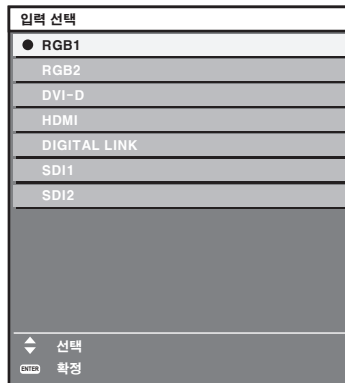 입력 선택
RGB1
RGB2
DVI-D
HDMI
DIGITAL LINK
SDI1
SDI2
선택
ENTER 확정